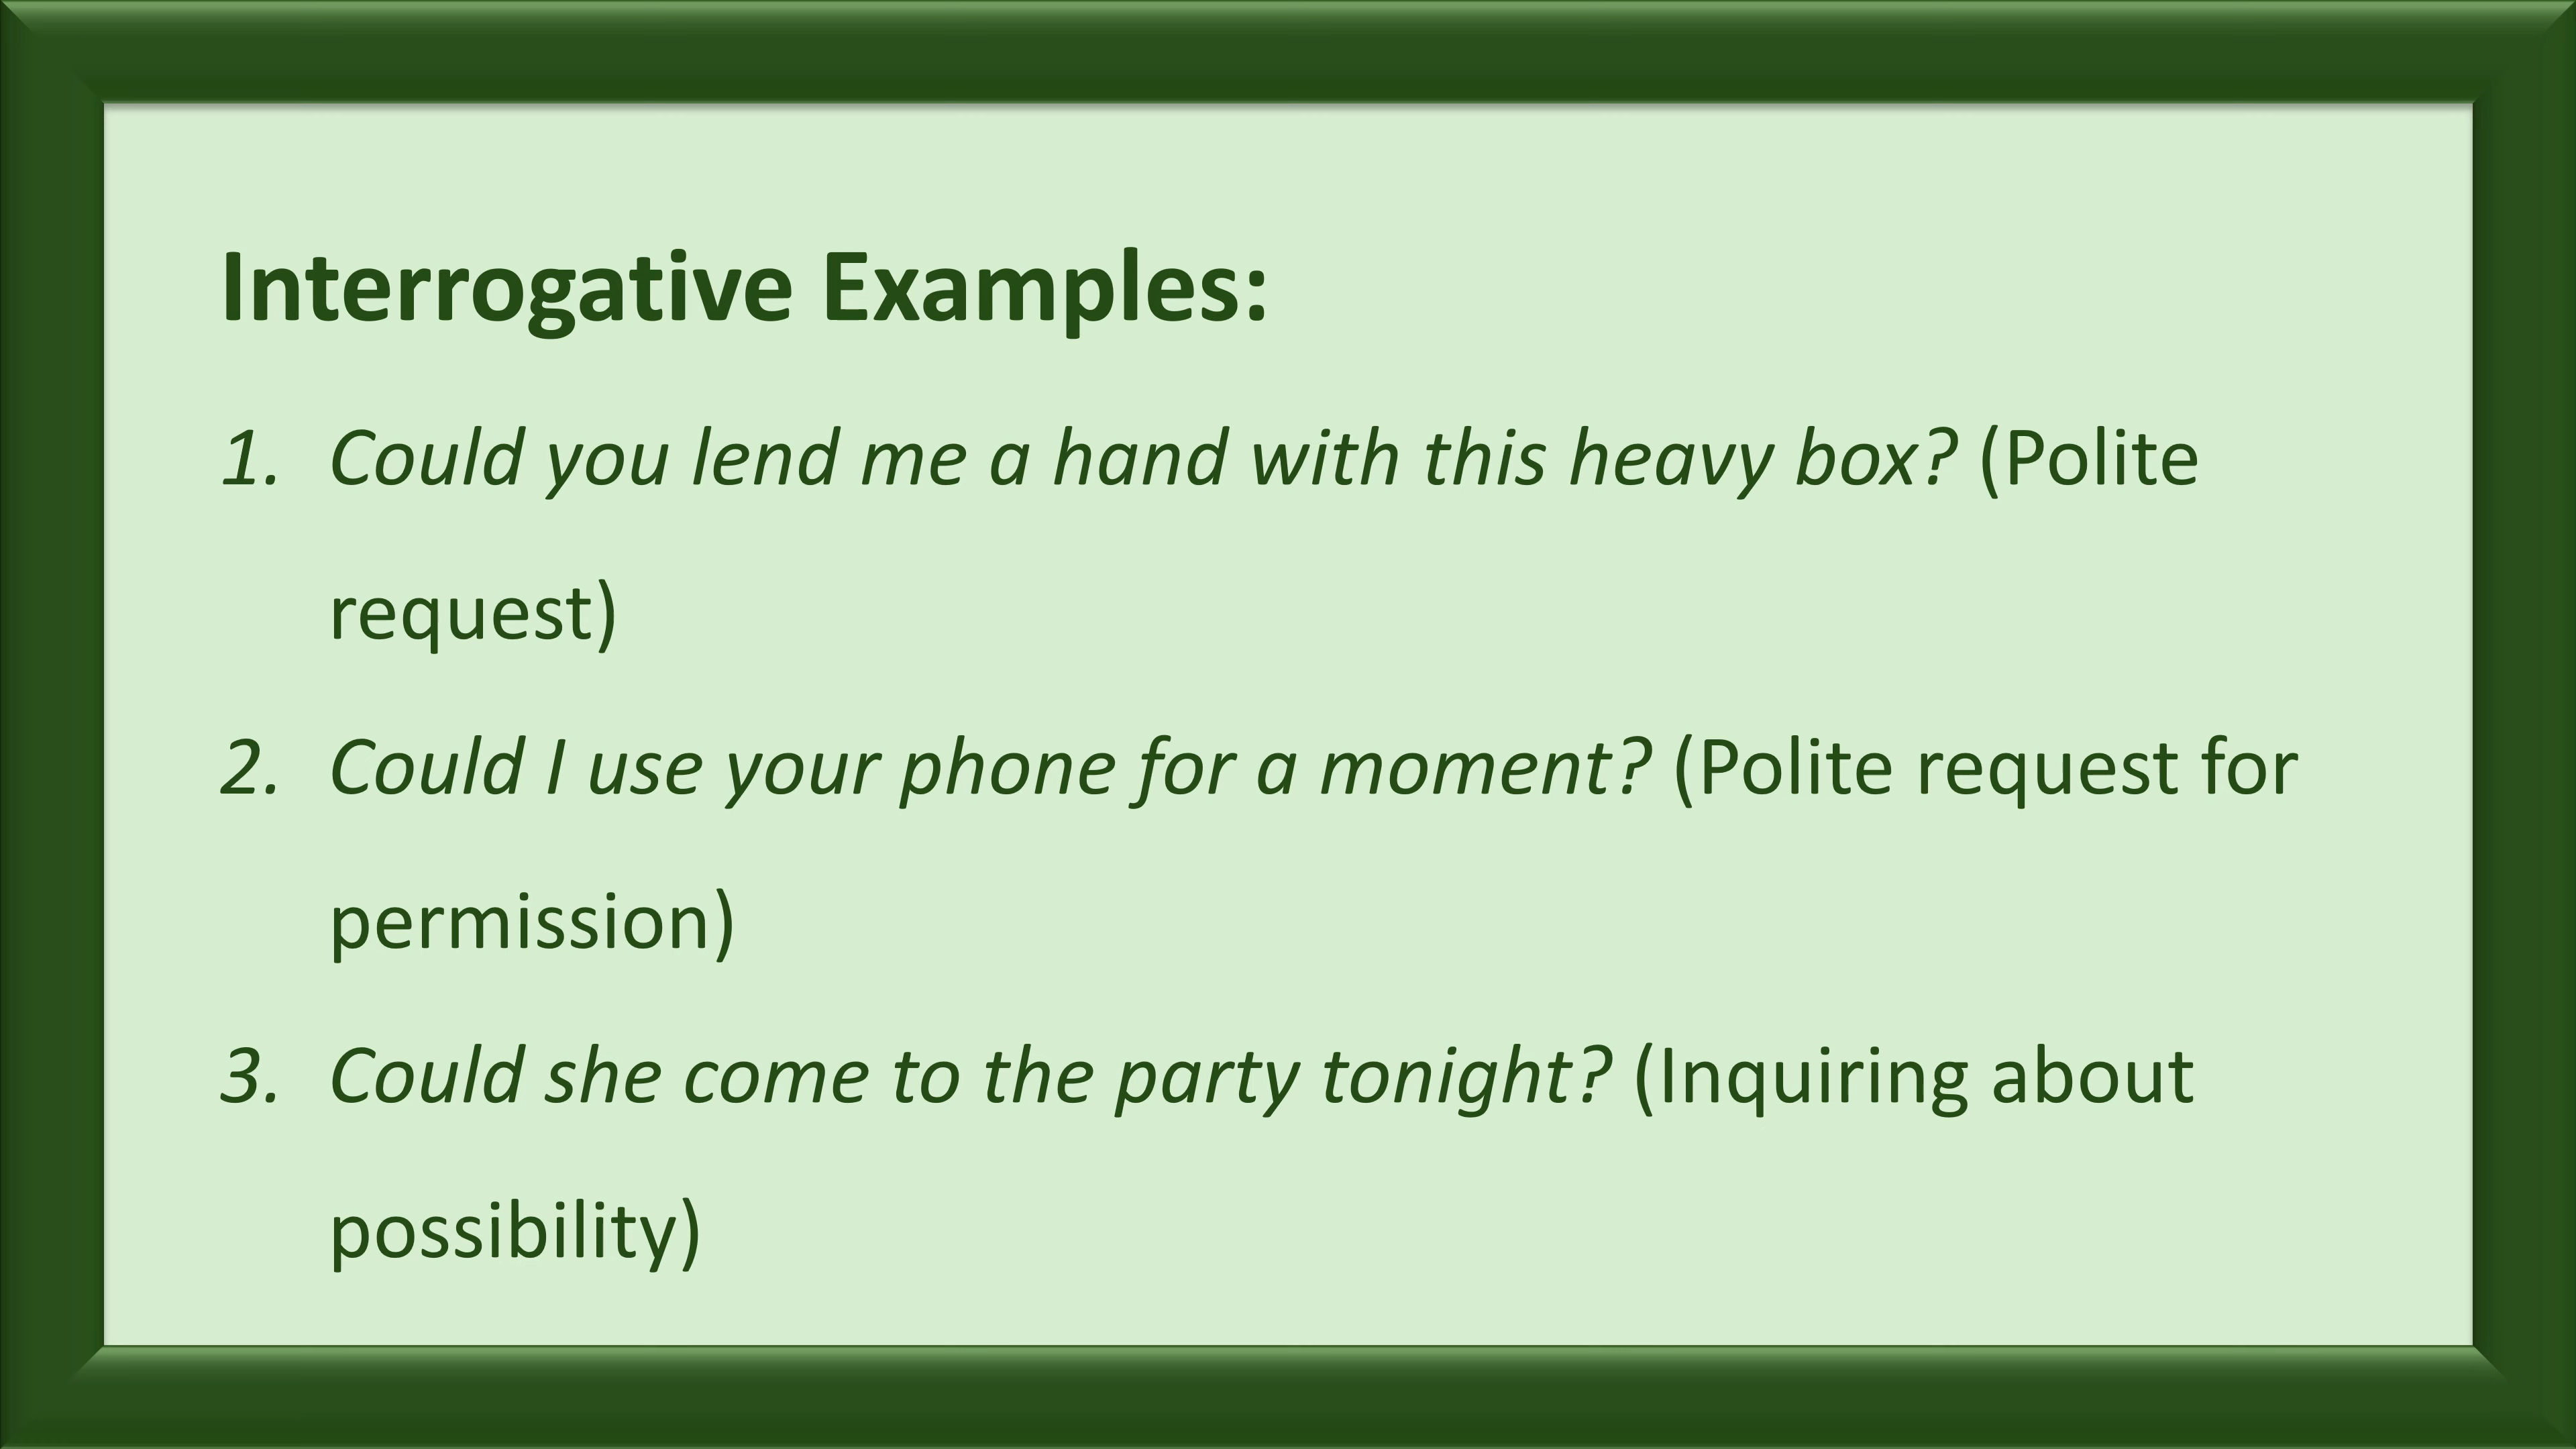 Interrogative Examples:
1. Could you lend me a hand with this heavy box? (Polite
request)
2. Could I use your phone for a moment? (Polite request for
permission)
3. Could she come to the party tonight? (Inquiring about
possibility)